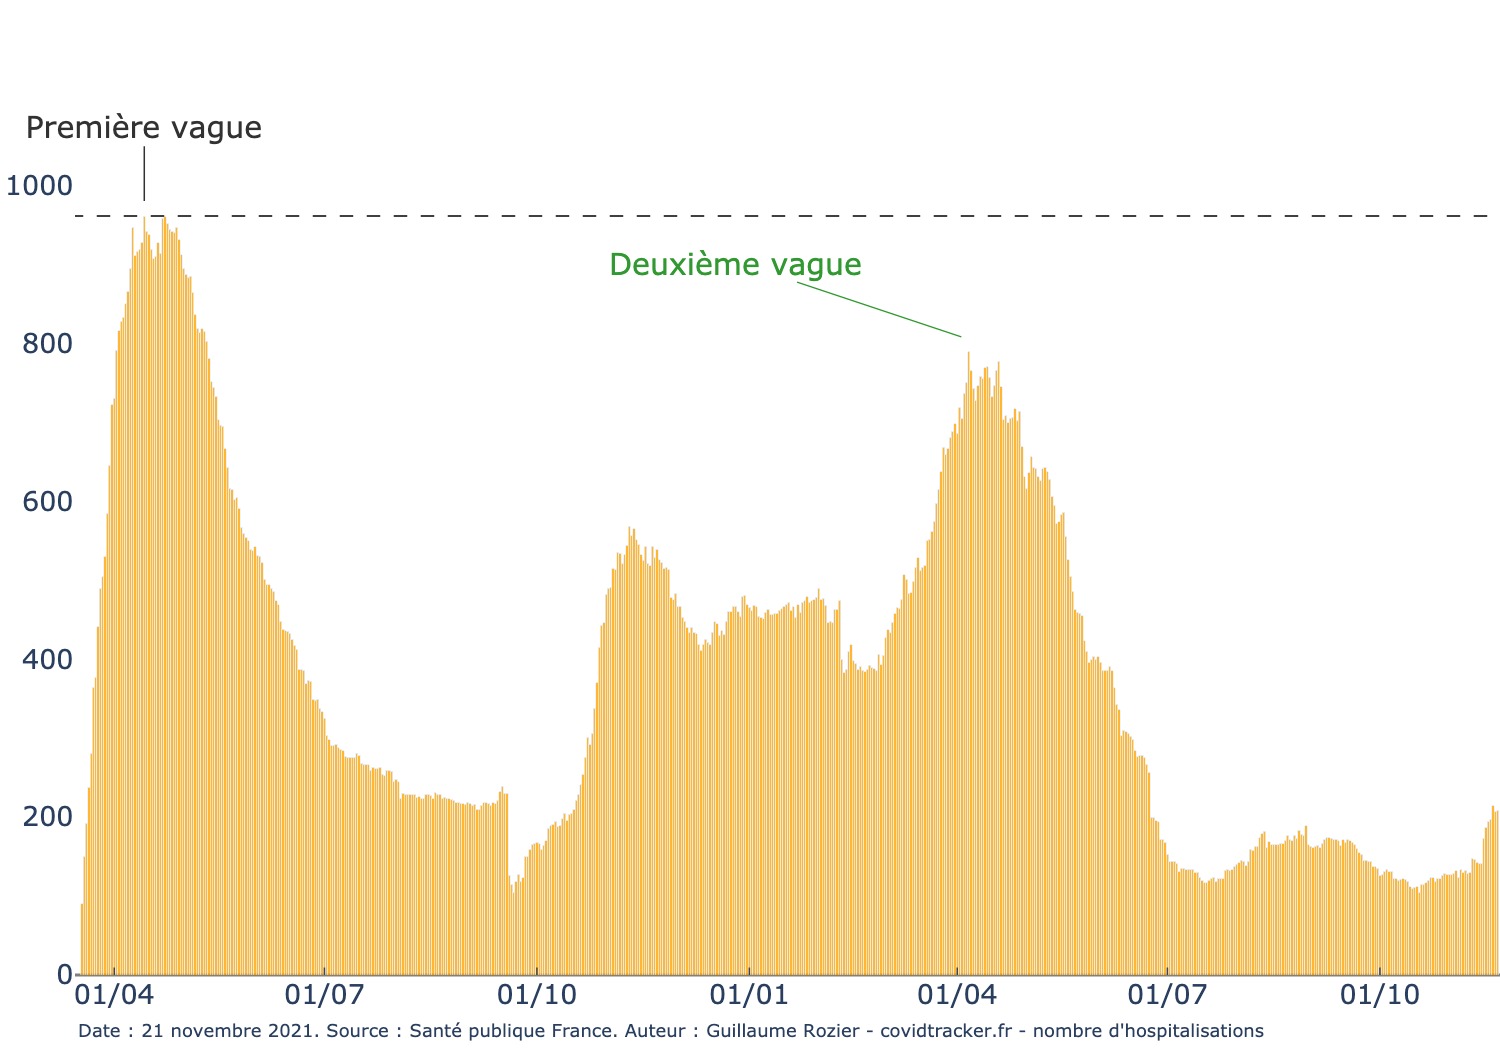 Première vague
1000
Deuxième vague
800
600
400
200
0
01/04 01/07 01/10 01/01 01/04 01/07 01/10
Date : 21 novembre 2021. Source : Santé publique France. Auteur : Guillaume Rozier - covidtracker.fr - nombre d'hospitalisations